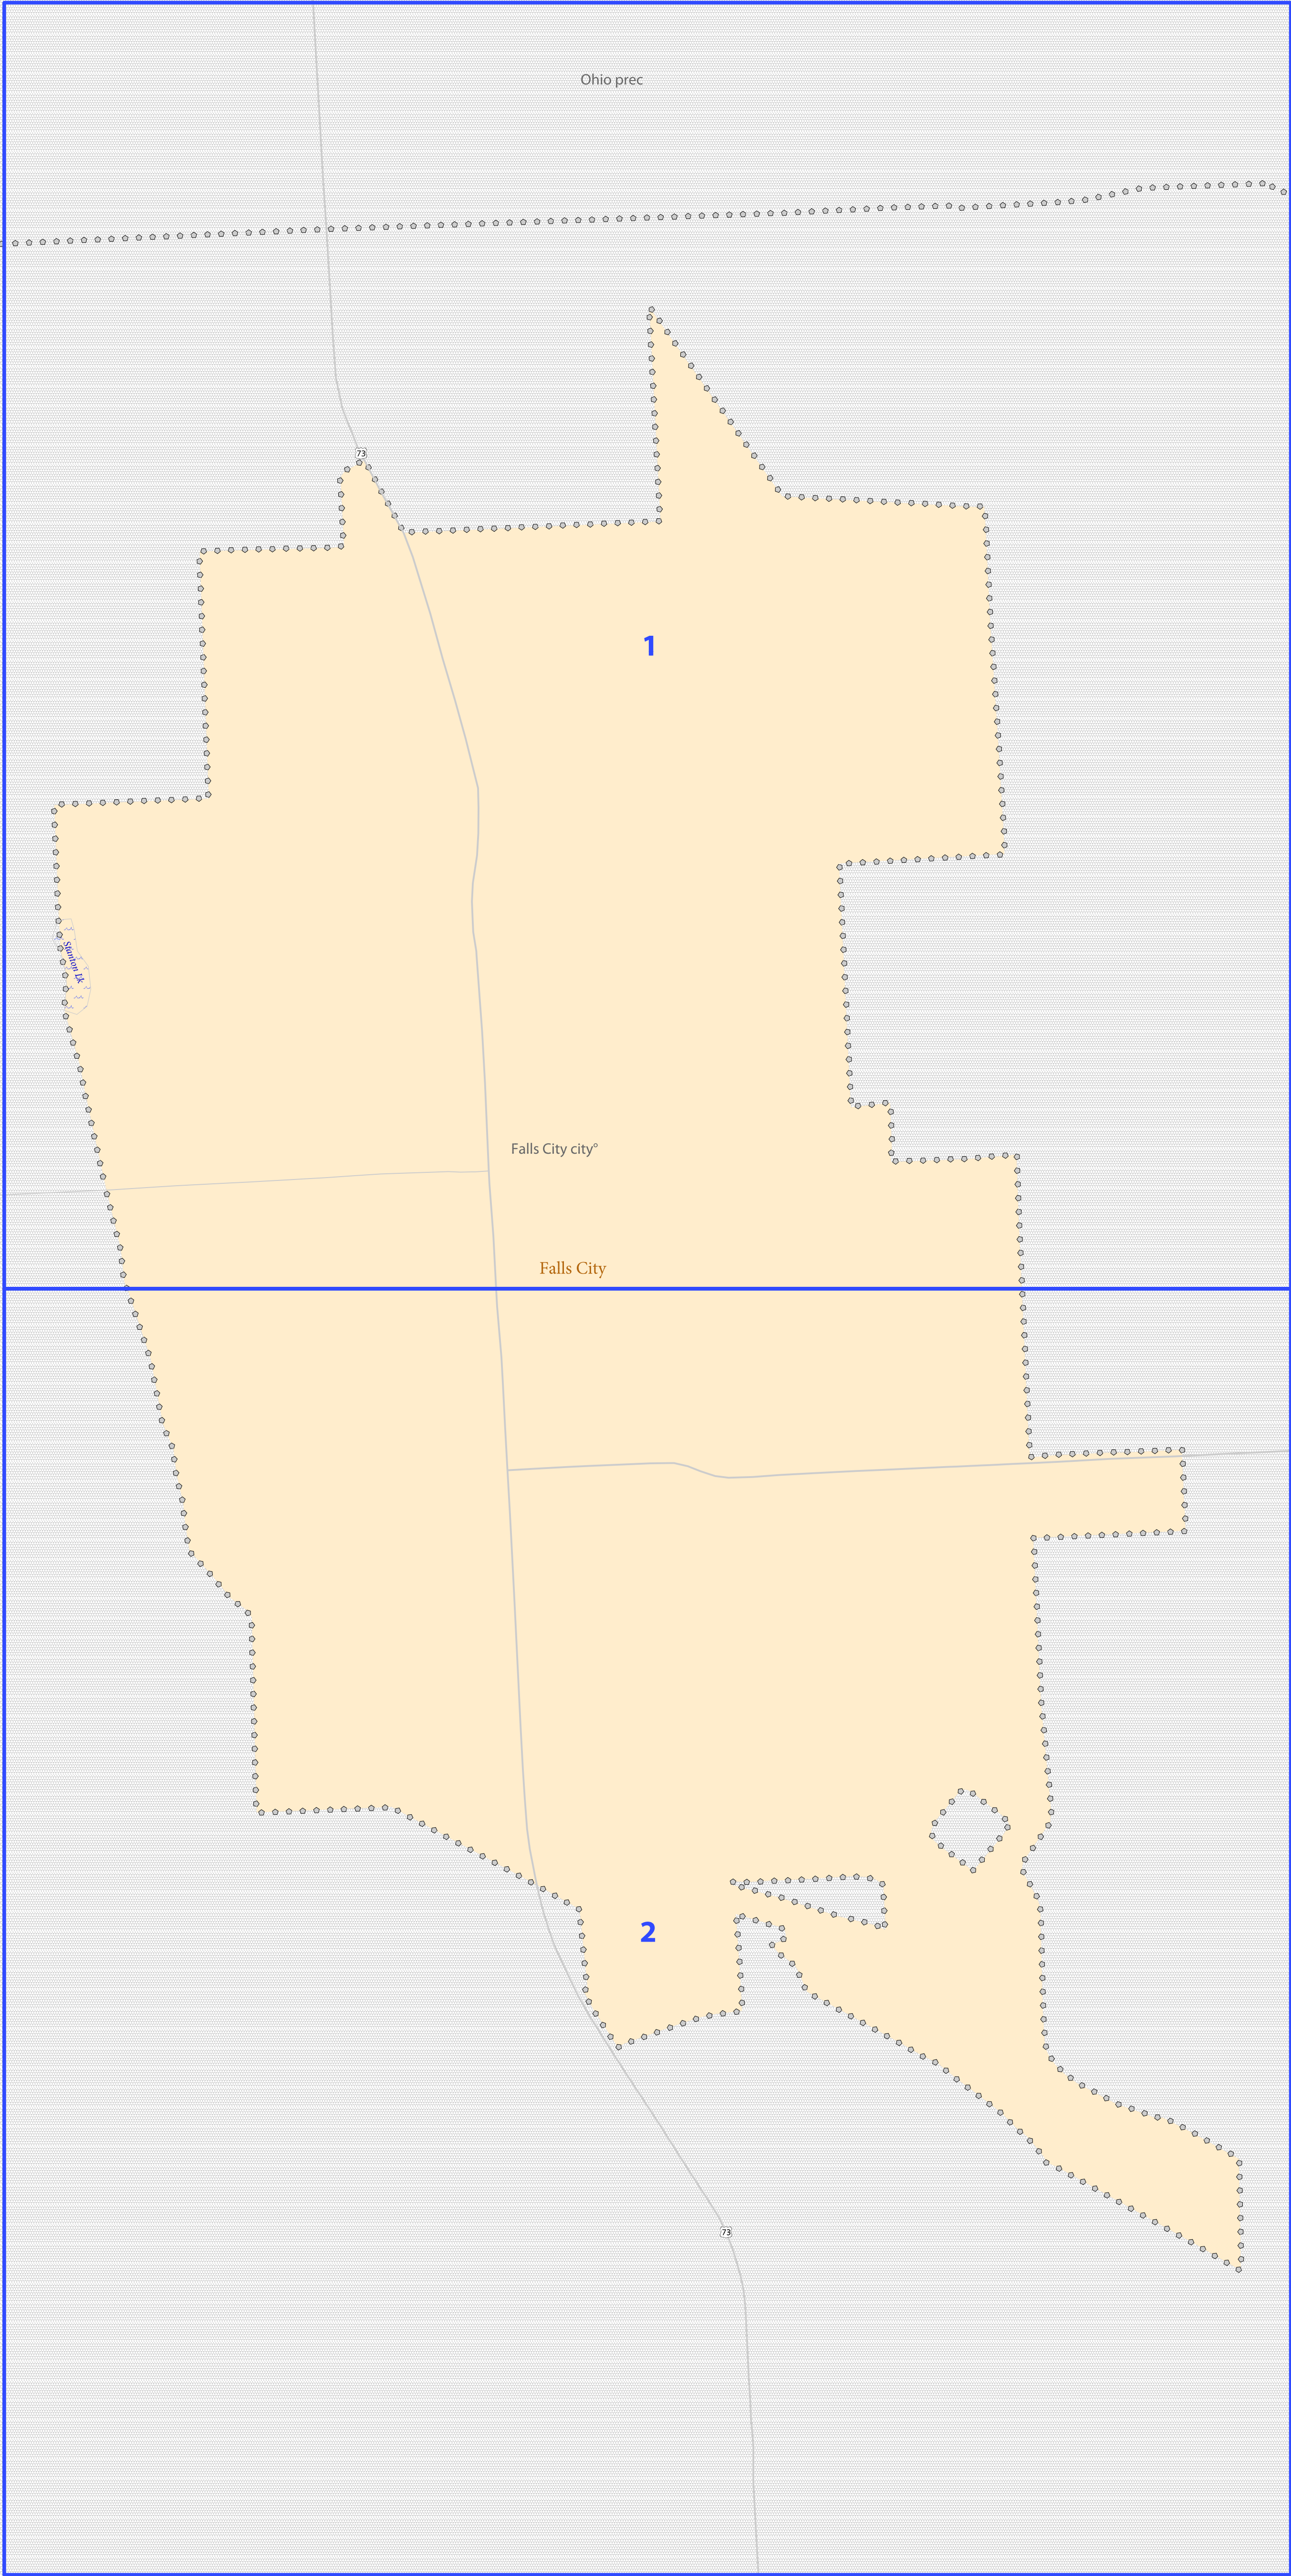 Ohio prec
73
1
Stanton Lk
Falls City city°
Falls City
2
73